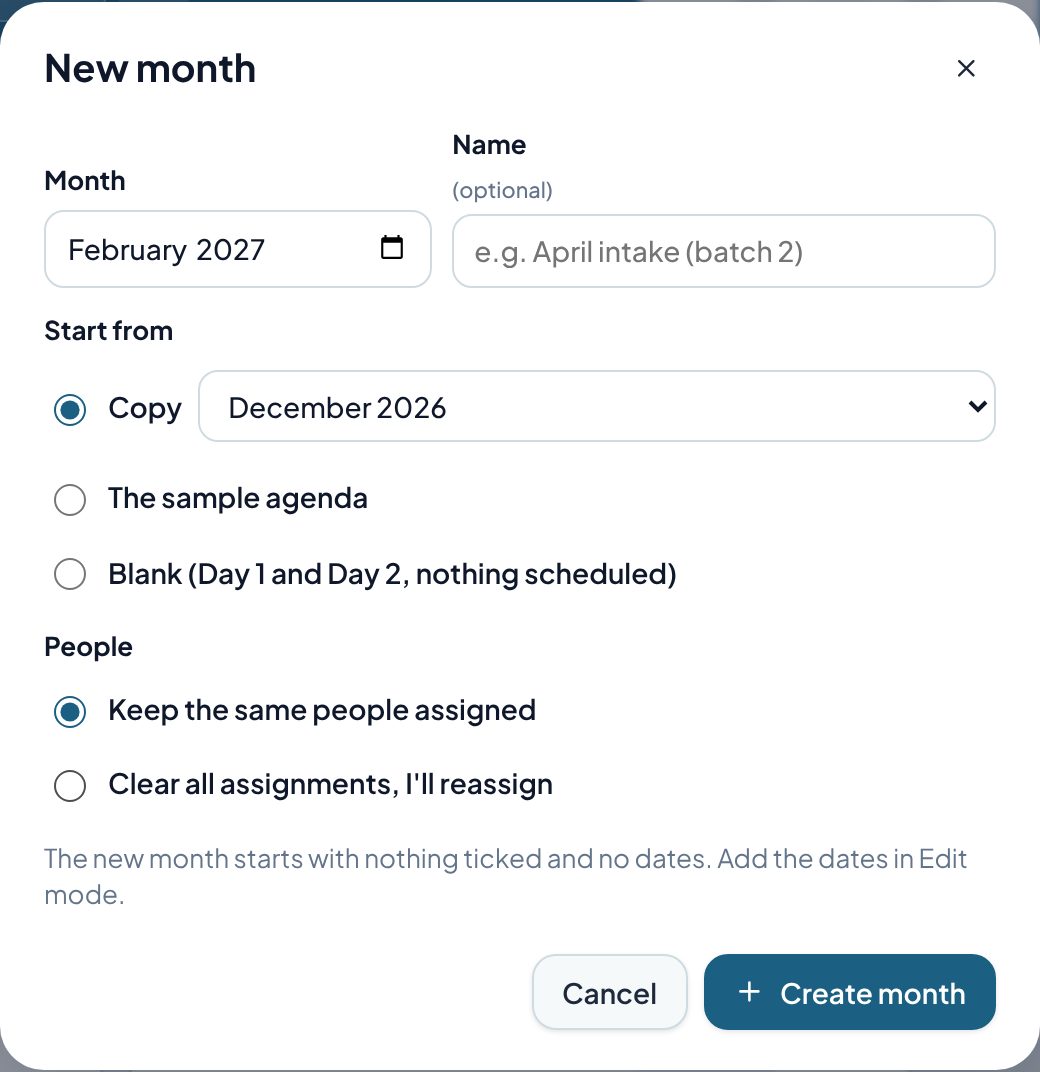 New month
Month
February 2027
Name
(optional)
e.g. April intake (batch 2)
Start from
Copy
December 2026
The sample agenda
Blank (Day 1 and Day 2, nothing scheduled)
People
Keep the same people assigned
Clear all assignments, I'll reassign
The new month starts with nothing ticked and no dates. Add the dates in Edit
mode.
Cancel
+ Create month